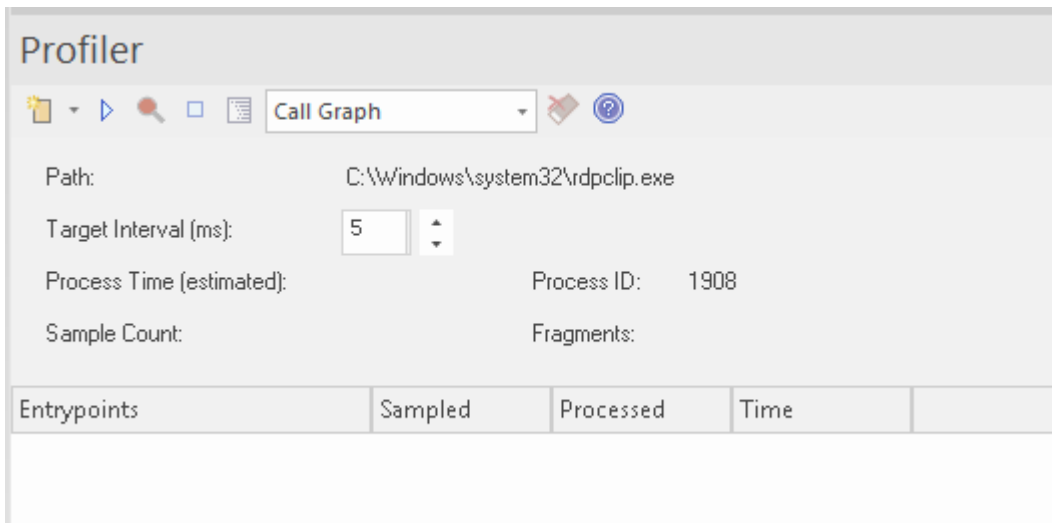 Profiler
Call Graph
Path: C:\Windows\system32\rdpclip.exe
Target Interval (ms): 5
Process Time (estimated): Process ID: 1908
Sample Count: Fragments:
Entrypoints Sampled Processed Time